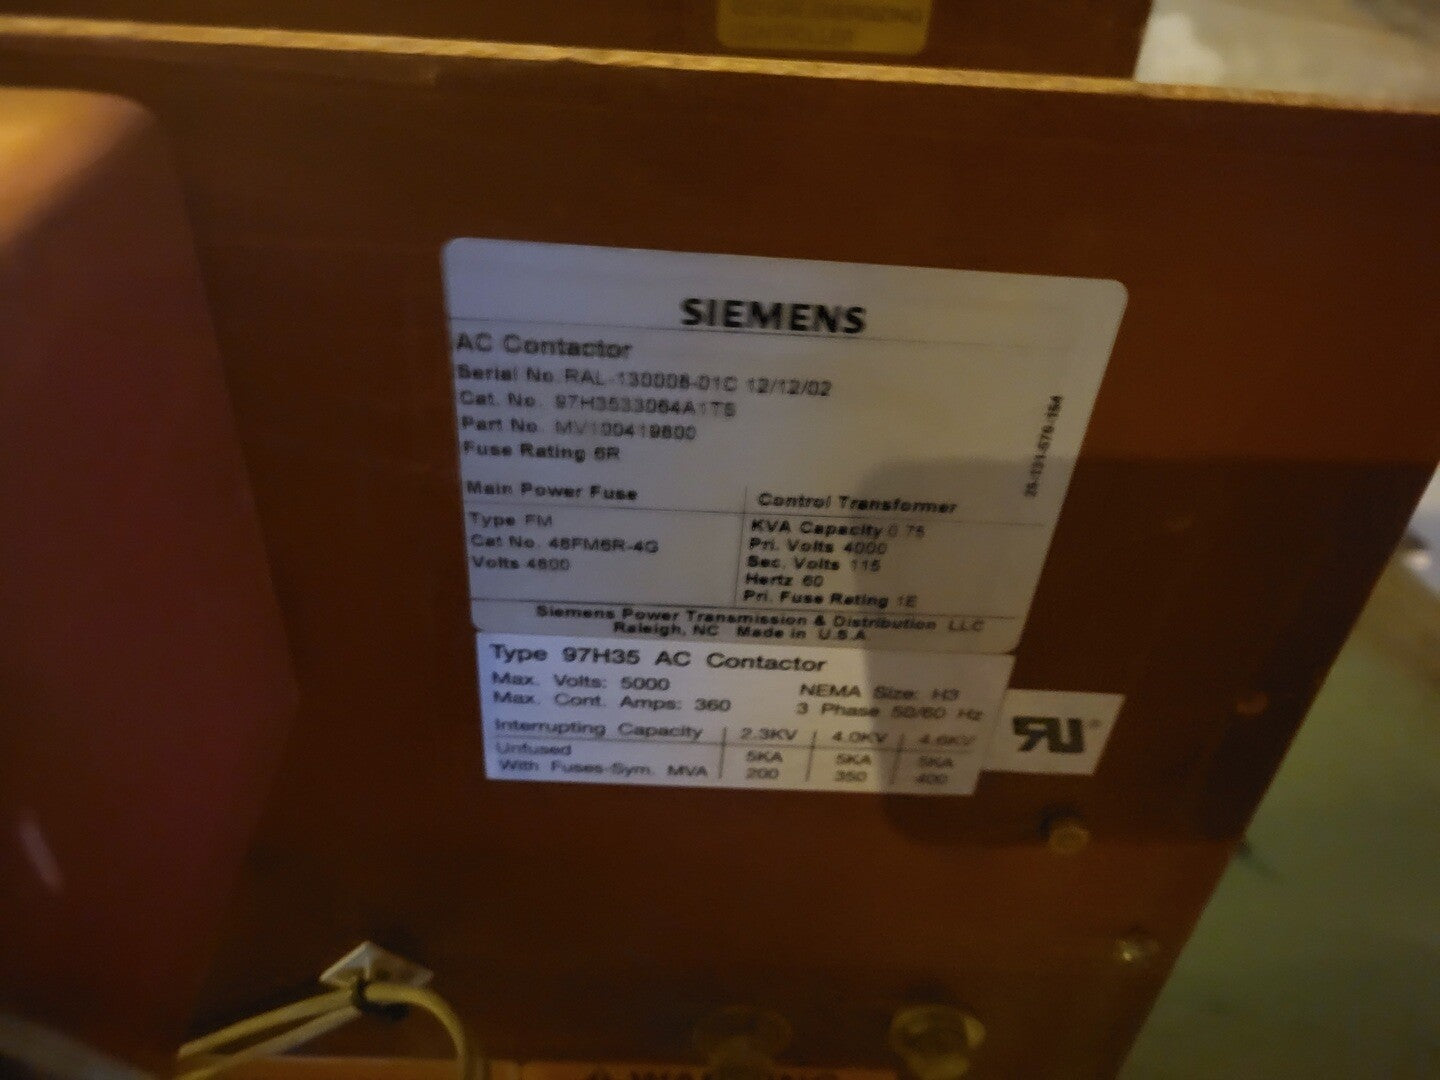 SIEMENS
AC Contactor
Serial No. RAL-130008-01C 12/12/02
Cat. No. 97H3533064A1TS
Part No. MV100419800
Fuse Rating 6R
Main Power Fuse
Type FM
Cat No. 48FM6R-4G
Volts 4800
Control Transformer
KVA Capacity 0.75
Pri. Volts 4000
Sec. Volts 115
Hertz 60
Pri. Fuse Rating 1E
Siemens Power Transmission & Distribution LLC
Raleigh, NC Made in U.S.A
Type 97H35 AC Contactor
Max. Volts: 5000
Max. Cont. Amps: 360
NEMA Size: H3
3 Phase 50/60 Hz
Interrupting Capacity 2.3KV 4.0KV 4.6KV
Unfused 5KA 5KA 5KA
With Fuses-Sym. MVA 200 350 400